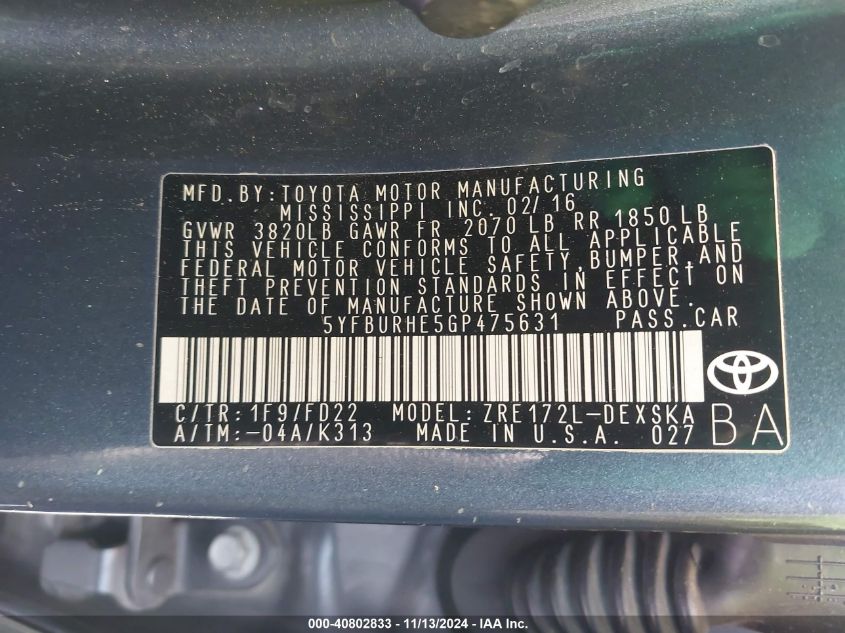 MFD.BY:TOYOTA MOTOR MANUFACTURING
MISSISSIPPI INC. 02/16
GVWR 3820LB GAWR FR 2070 LB RR 1850 LB
THIS VEHICLE CONFORMS TO ALL APPLICABLE
FEDERAL MOTOR VEHICLE SAFETY,BUMPER,AND
THEFT PREVENTION STANDARDS IN EFFECT ON
THE DATE OF MANUFACTURE SHOWN ABOVE.
5YFBURHE5GP475631 PASS.CAR
C/TR:1F9/FD22 MODEL:ZRE172L-DEXSKA
A/TM:-04A/K313 MADE IN U.S.A. 027
BA
000-40802833 - 11/13/2024 - IAA Inc.